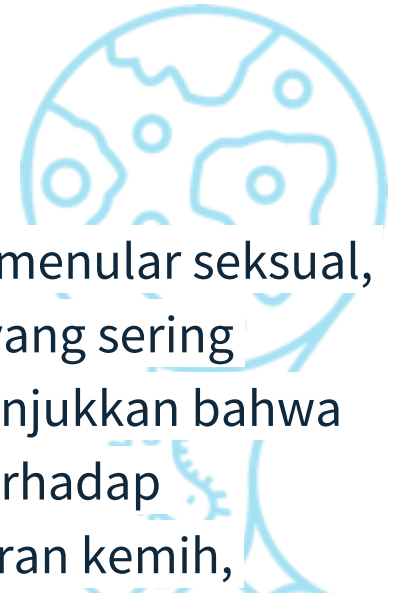 menular seksual,
yang sering
njukkan bahwa
rhadap
ran kemih,